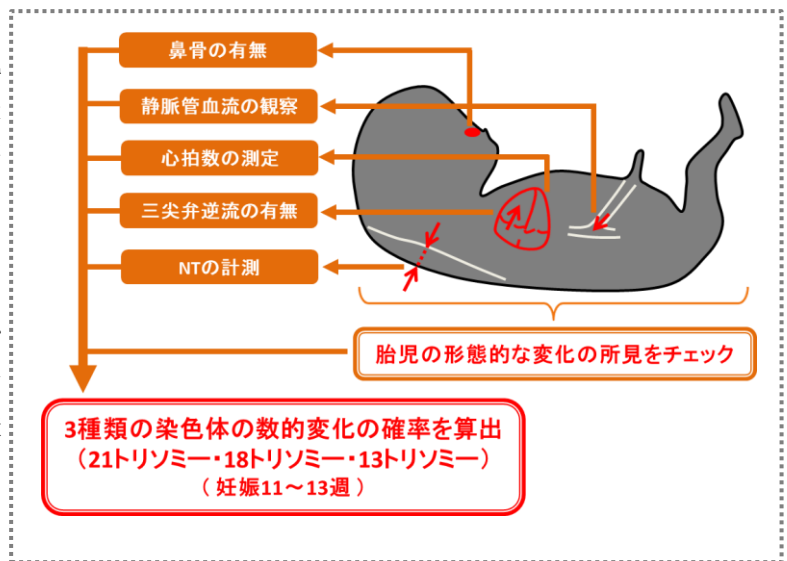 鼻骨の有無
静脈管血流の観察
心拍数の測定
三尖弁逆流の有無
NTの計測
胎児の形態的な変化の所見をチェック
3種類の染色体の数的変化の確率を算出
（21トリソミー・18トリソミー・13トリソミー）
（ 妊娠11～13週 ）